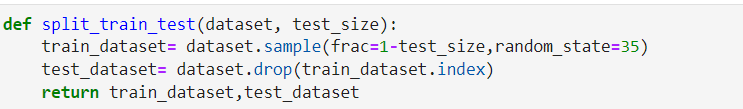 def split_train_test(dataset, test_size):
    train_dataset= dataset.sample(frac=1-test_size,random_state=35)
    test_dataset= dataset.drop(train_dataset.index)
    return train_dataset,test_dataset